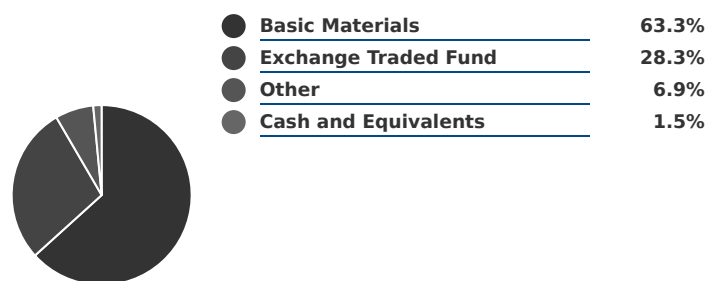 Basic Materials 63.3%
Exchange Traded Fund 28.3%
Other 6.9%
Cash and Equivalents 1.5%